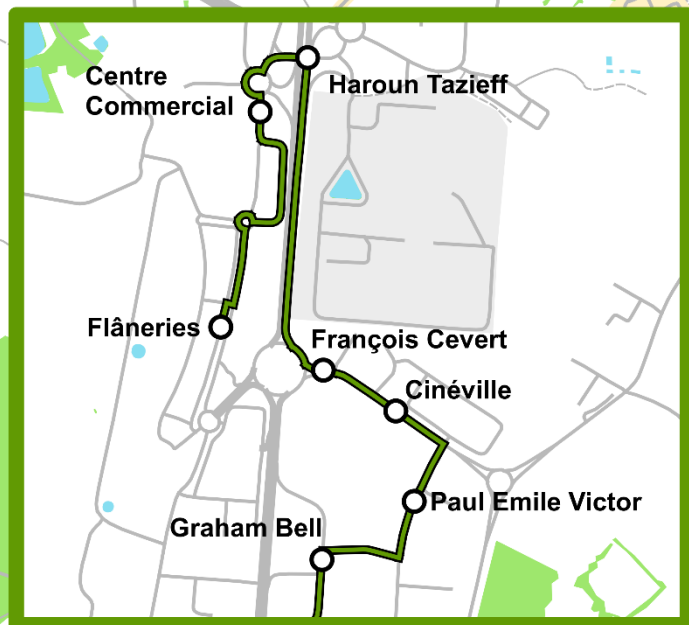 Centre
Commercial
Haroun Tazieff
Flâneries
François Cevert
Cinéville
Paul Emile Victor
Graham Bell